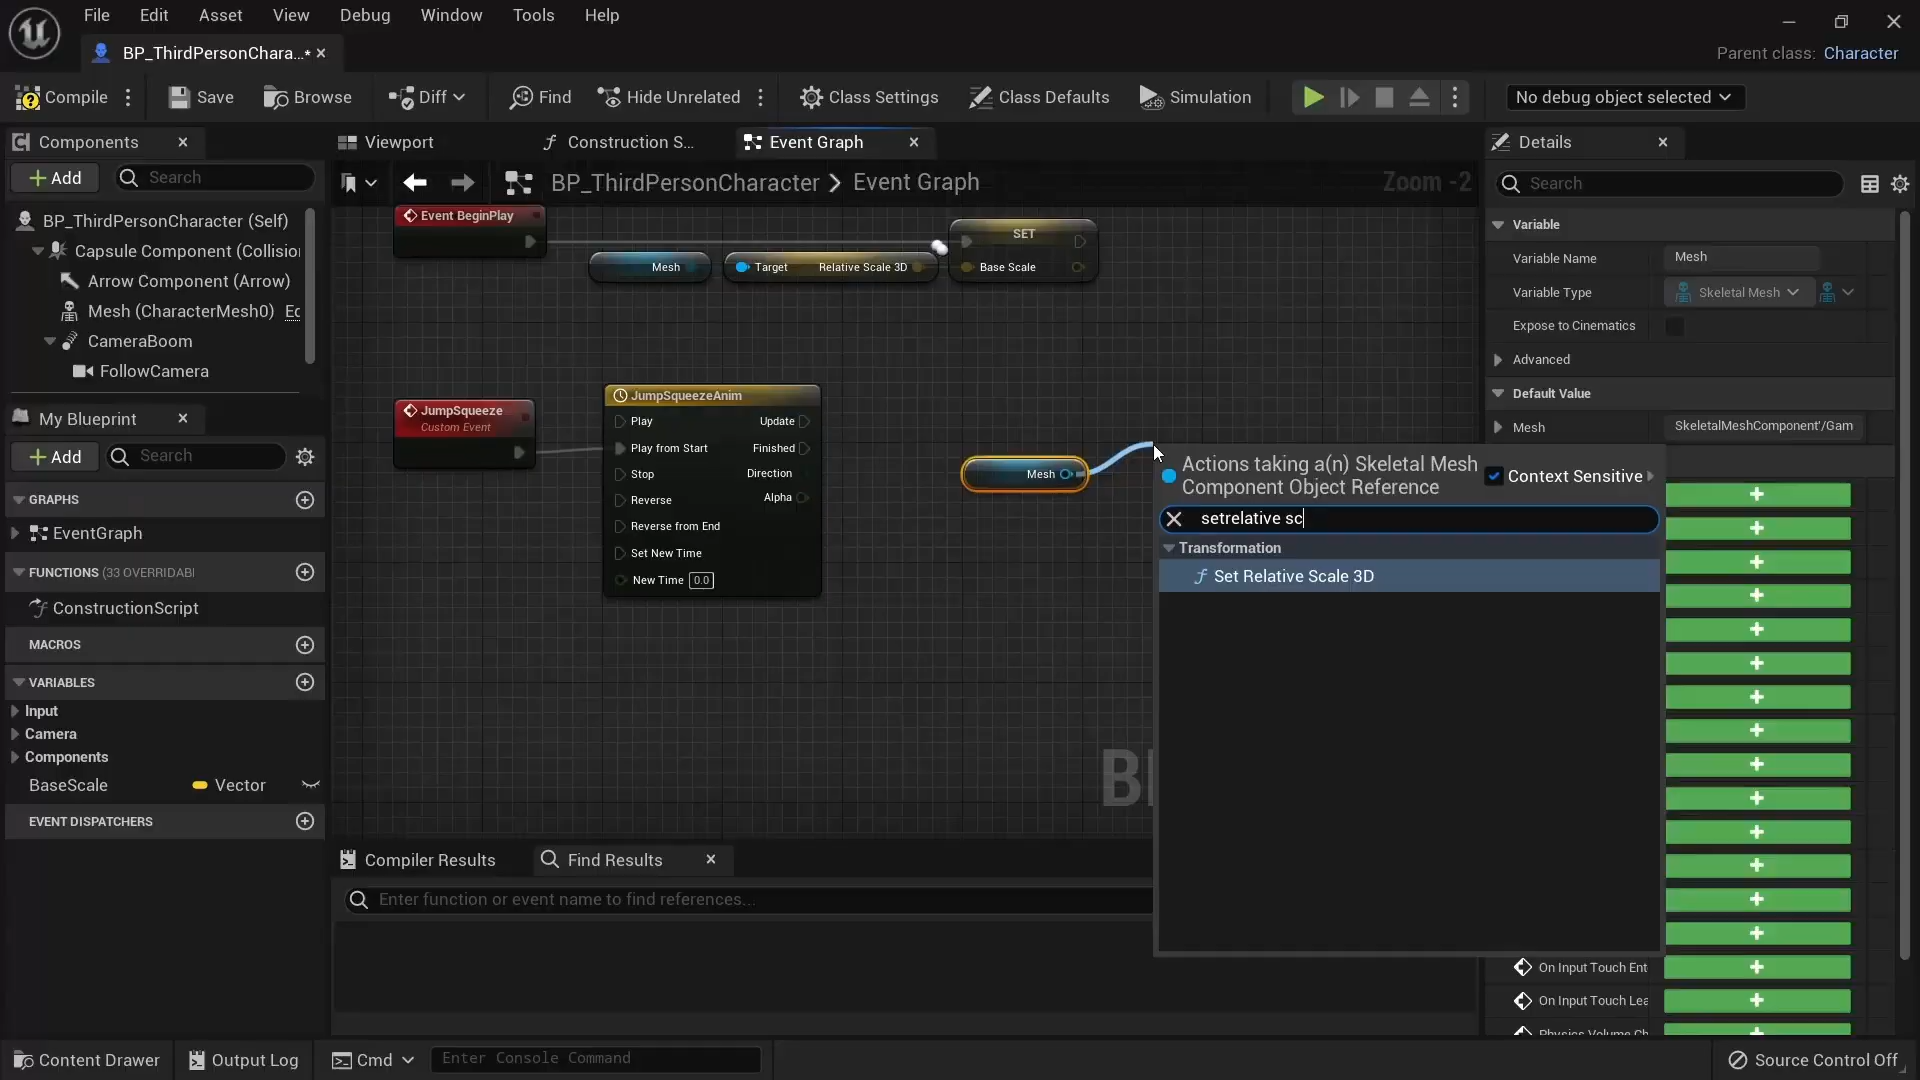 File Edit Asset View Debug Window Tools Help
BP_ThirdPersonChara...•
Parent class: Character
Compile Save Browse Diff Find Hide Unrelated Class Settings Class Defaults Simulation No debug object selected
Components
Add Search
BP_ThirdPersonCharacter (Self)
Capsule Component (Collision
Arrow Component (Arrow)
Mesh (CharacterMesh0) Ed
CameraBoom
FollowCamera
My Blueprint
Add Search
GRAPHS
EventGraph
FUNCTIONS (33 OVERRIDABL
ConstructionScript
MACROS
VARIABLES
Input
Camera
Components
BaseScale Vector
EVENT DISPATCHERS
Viewport Construction S... Event Graph
BP_ThirdPersonCharacter > Event Graph Zoom -2
Event BeginPlay
Mesh
Target Relative Scale 3D
SET
Base Scale
JumpSqueeze
Custom Event
JumpSqueezeAnim
Play Update
Play from Start Finished
Stop Direction
Reverse Alpha
Reverse from End
Set New Time
New Time 0.0
Mesh
Bl
Actions taking a(n) Skeletal Mesh
Component Object Reference
Context Sensitive
setrelative sc
Transformation
f Set Relative Scale 3D
Compiler Results Find Results
Enter function or event name to find references...
Details
Search
Variable
Variable Name Mesh
Variable Type Skeletal Mesh
Expose to Cinematics
Advanced
Default Value
Mesh SkeletalMeshComponent'/Gam
On Input Touch Ent
On Input Touch Lea
Physics Volume Ch
Content Drawer Output Log Cmd Enter Console Command Source Control Off